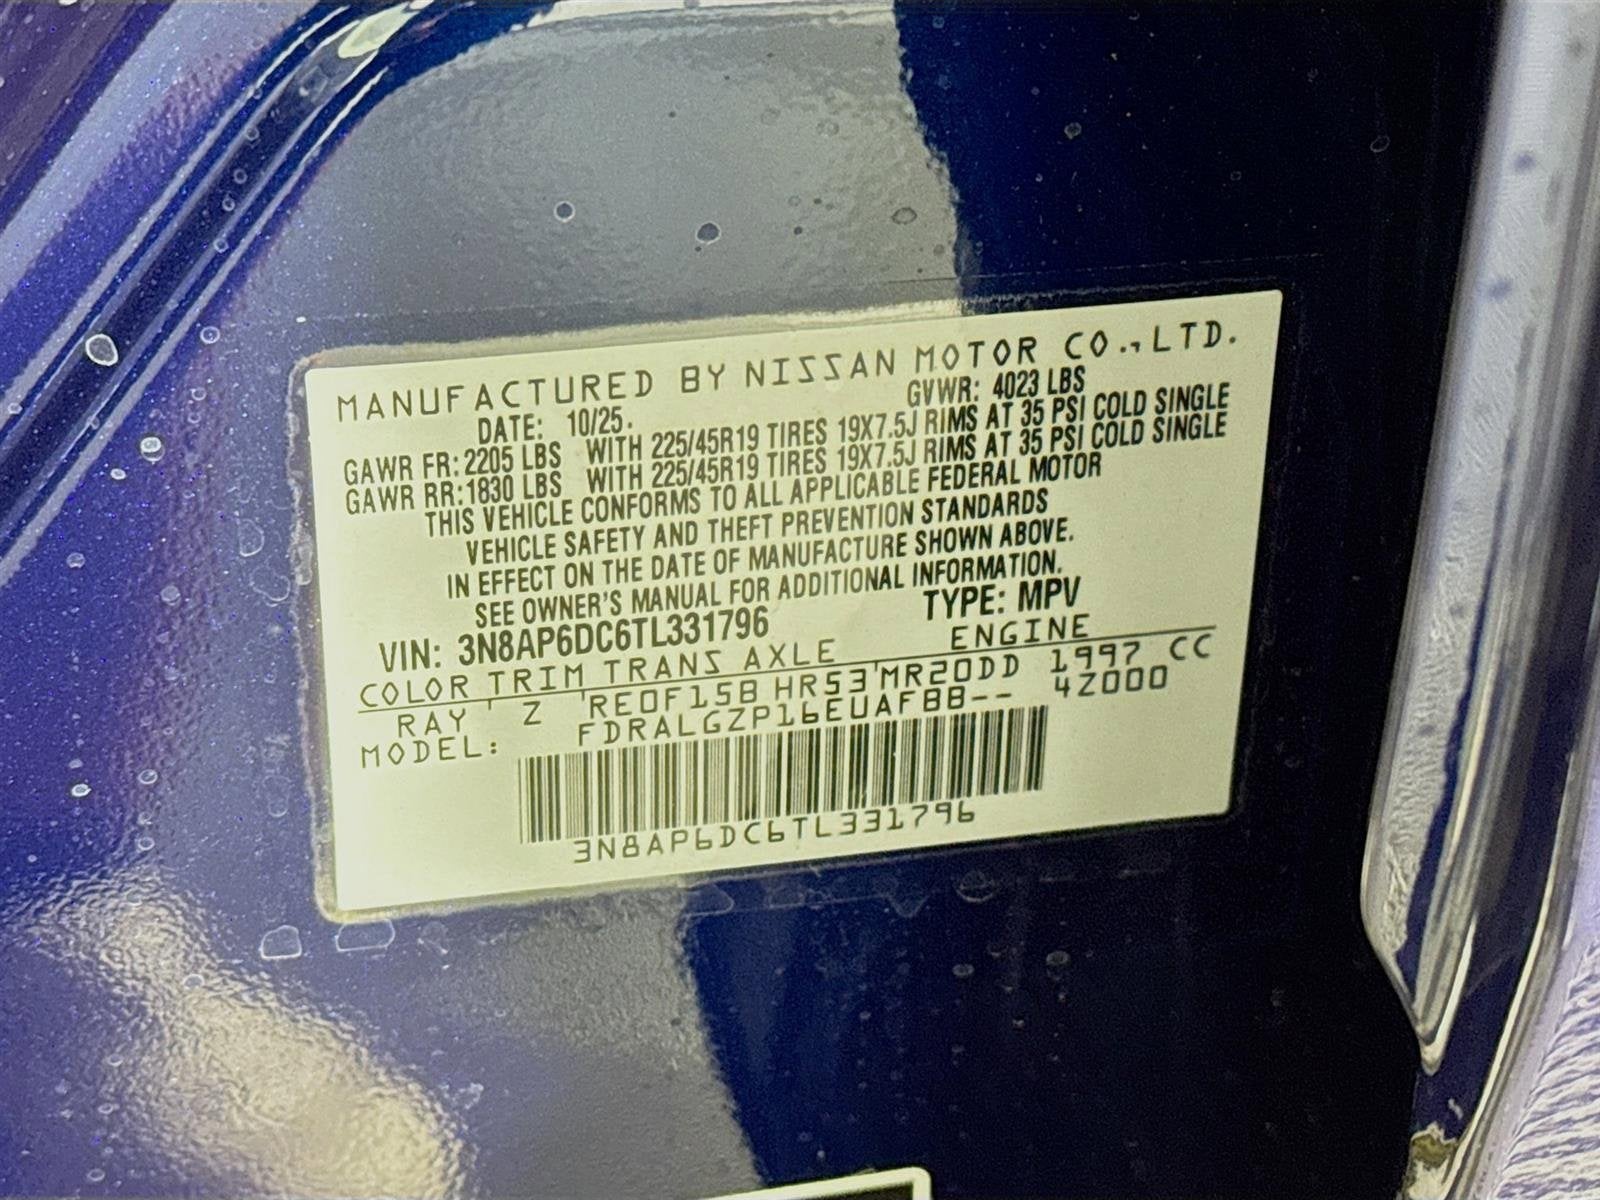 MANUFACTURED BY NISSAN MOTOR CO.,LTD.
DATE: 10/25. GVWR: 4023 LBS
GAWR FR: 2205 LBS WITH 225/45R19 TIRES 19X7.5J RIMS AT 35 PSI COLD SINGLE
GAWR RR: 1830 LBS WITH 225/45R19 TIRES 19X7.5J RIMS AT 35 PSI COLD SINGLE
THIS VEHICLE CONFORMS TO ALL APPLICABLE FEDERAL MOTOR
VEHICLE SAFETY AND THEFT PREVENTION STANDARDS
IN EFFECT ON THE DATE OF MANUFACTURE SHOWN ABOVE.
SEE OWNER'S MANUAL FOR ADDITIONAL INFORMATION.
VIN: 3N8AP6DC6TL331796 TYPE: MPV
COLOR TRIM TRANS AXLE ENGINE
RAY Z RE0F15B HR53 MR20DD 1997 CC
MODEL: FDRALGZP16EUAFBB-- 4Z000
3N8AP6DC6TL331796